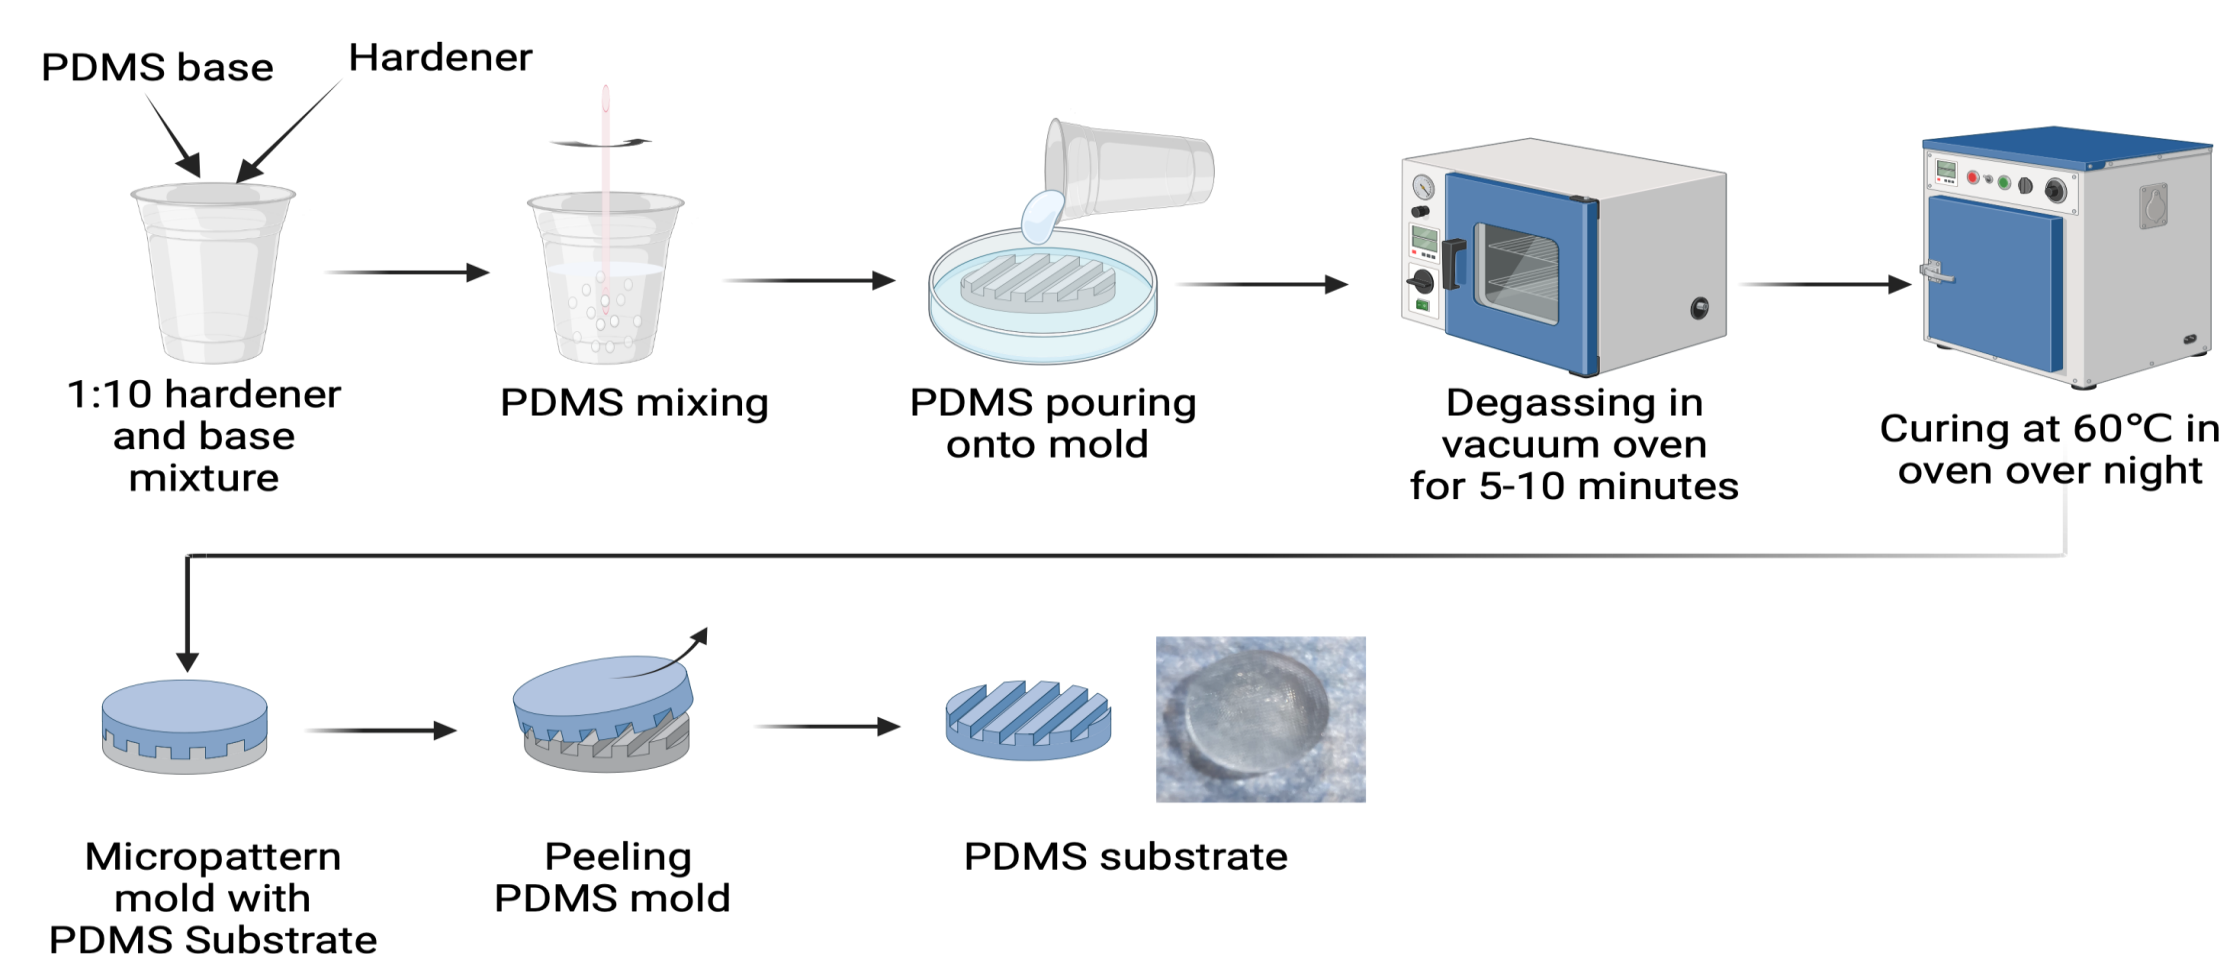 PDMS base
Hardener
1:10 hardener
and base
mixture
PDMS mixing
PDMS pouring
onto mold
Degassing in
vacuum oven
for 5-10 minutes
Curing at 60℃ in
oven over night
Micropattern
mold with
PDMS Substrate
Peeling
PDMS mold
PDMS substrate